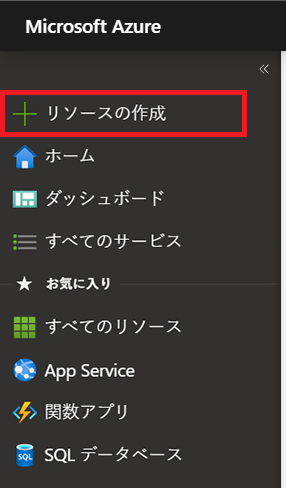 Microsoft Azure
リソースの作成
ホーム
ダッシュボード
すべてのサービス
お気に入り
すべてのリソース
App Service
関数アプリ
SQL データベース